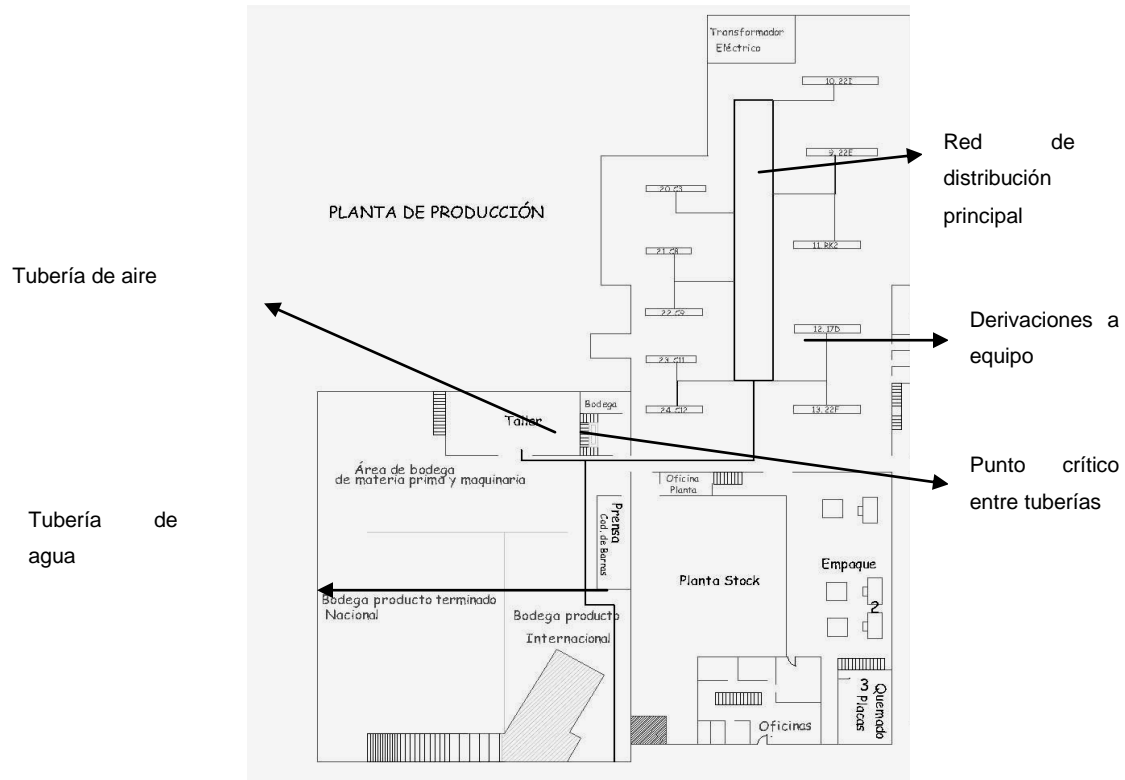 Transformador
Eléctrico
10.22I
9.22E
Red de
distribución
principal
20.C3
PLANTA DE PRODUCCIÓN
11.RK2
21.C8
Tubería de aire
22.C9
12.17D
Derivaciones a
equipo
23.C11
Bodega
24.C12
13.22F
Taller
Área de bodega
de materia prima y maquinaria
Oficina
Planta
Punto crítico
entre tuberías
Tubería de
agua
Prensa
Cod. de Barras
Empaque
Planta Stock
2
Bodega producto terminado
Nacional
Bodega producto
Internacional
3
Quemado
Placas
Oficinas